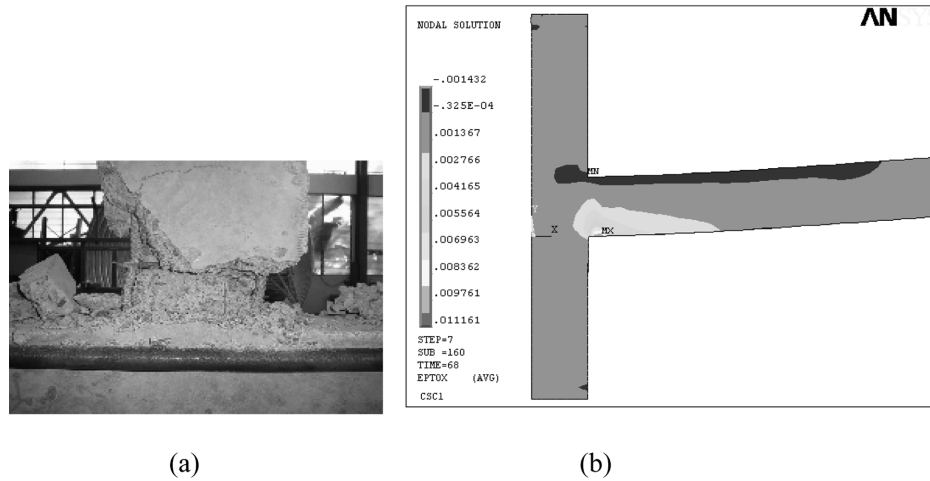 NODAL SOLUTION
ANSYS
-.001432
-.325E-04
.001367
.002766
.004165
.005564
.006963
.008362
.009761
.011161
MN
Y
X
MX
STEP=7
SUB =160
TIME=68
EPTOX (AVG)
CSC1
(a)
(b)